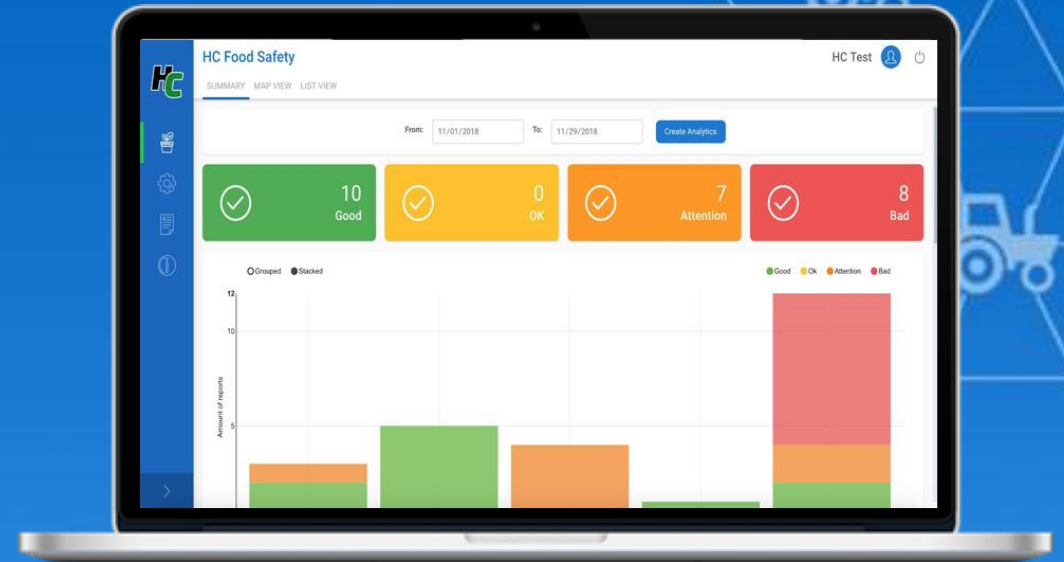 HC
HC Food Safety
HC Test
SUMMARY MAP VIEW LIST VIEW
From: 11/01/2018 To: 11/29/2018 Create Analytics
10
Good
0
OK
7
Attention
8
Bad
Grouped Stacked
Good Ok Attention Bad
12
10
Amount of reports
5